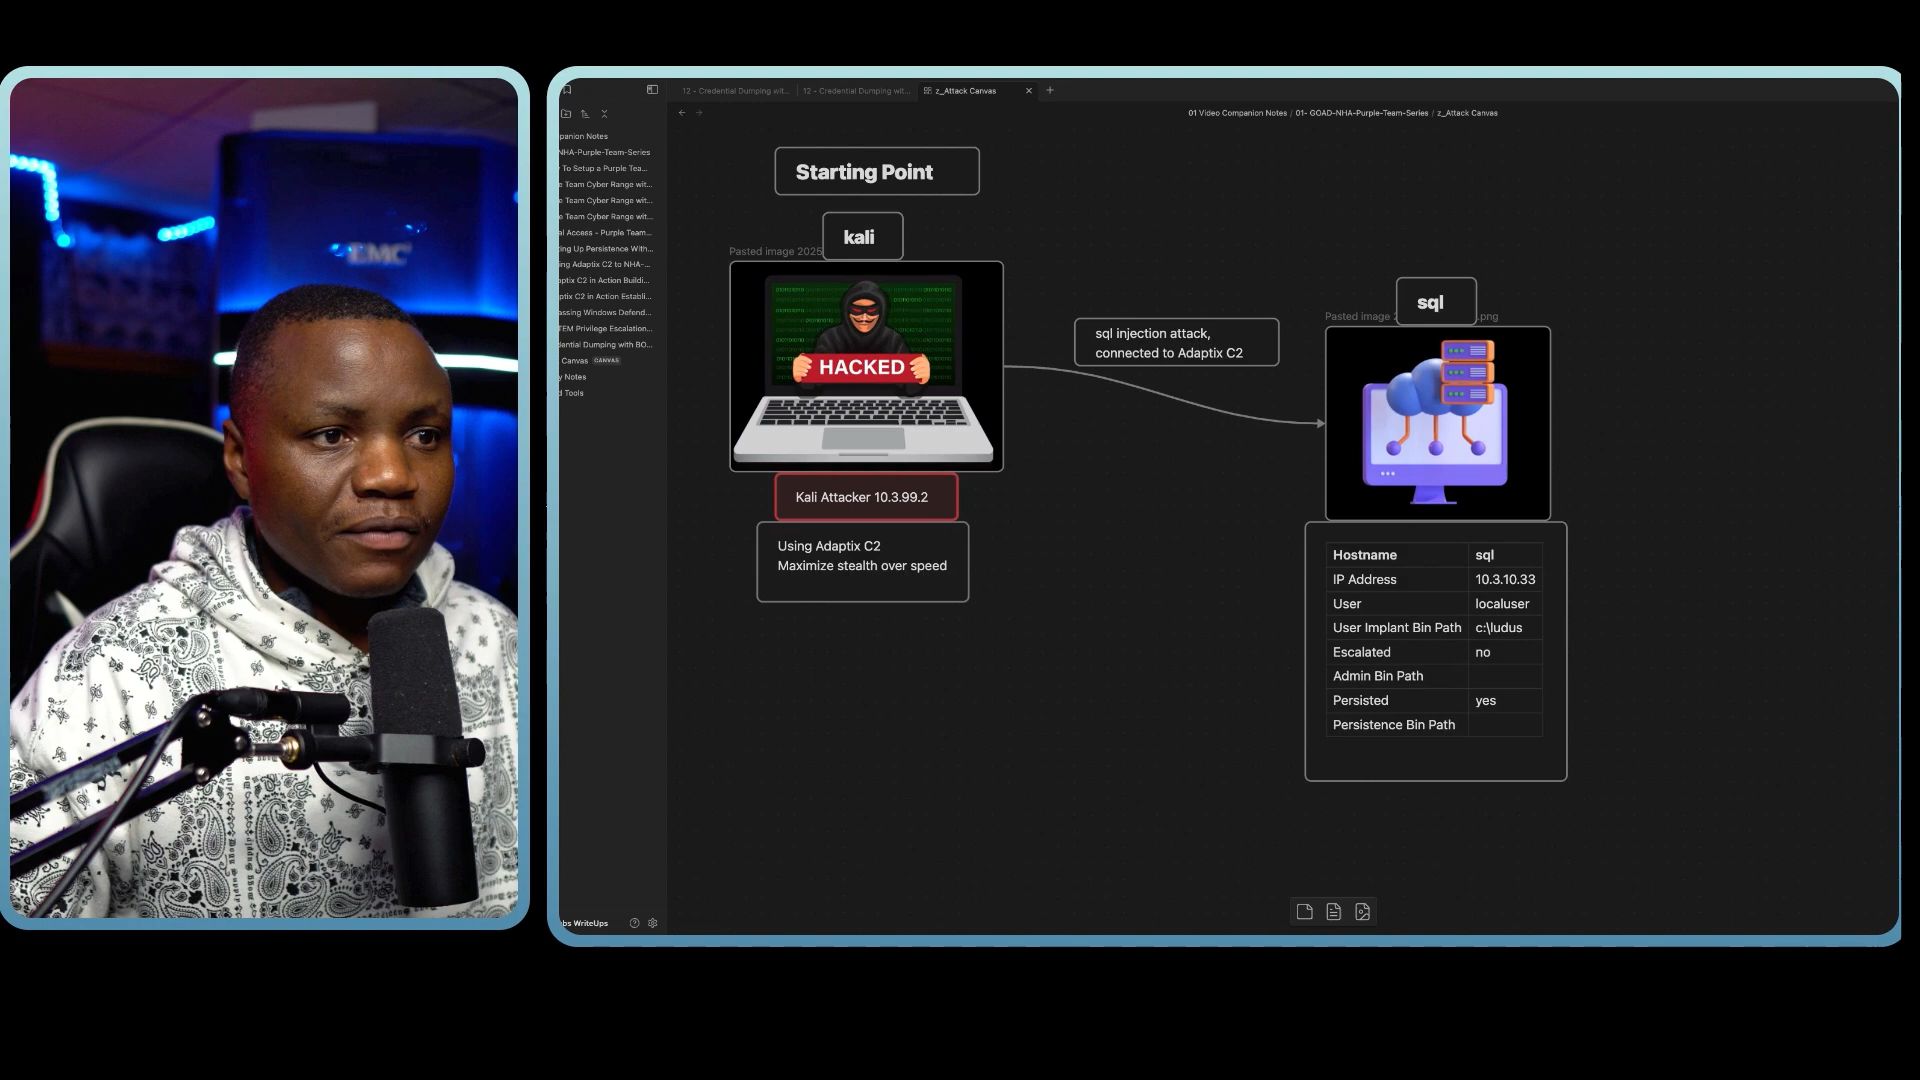 EMC
12 - Credential Dumping wit...
12 - Credential Dumping wit...
z_Attack Canvas
01 Video Companion Notes / 01- GOAD-NHA-Purple-Team-Series / z_Attack Canvas
panion Notes
NHA-Purple-Team-Series
To Setup a Purple Tea...
e Team Cyber Range wit...
e Team Cyber Range wit...
e Team Cyber Range wit...
al Access - Purple Team...
ing Up Persistence With...
ing Adaptix C2 to NHA-...
aptix C2 in Action Buildi...
ptix C2 in Action Establi...
assing Windows Defend...
TEM Privilege Escalation...
dential Dumping with BO...
Canvas CANVAS
y Notes
d Tools
bs WriteUps
Starting Point
kali
Pasted image 2025
HACKED
Kali Attacker 10.3.99.2
Using Adaptix C2
Maximize stealth over speed
sql injection attack,
connected to Adaptix C2
sql
Pasted image 2 .png
Hostname sql
IP Address 10.3.10.33
User localuser
User Implant Bin Path c:\ludus
Escalated no
Admin Bin Path
Persisted yes
Persistence Bin Path